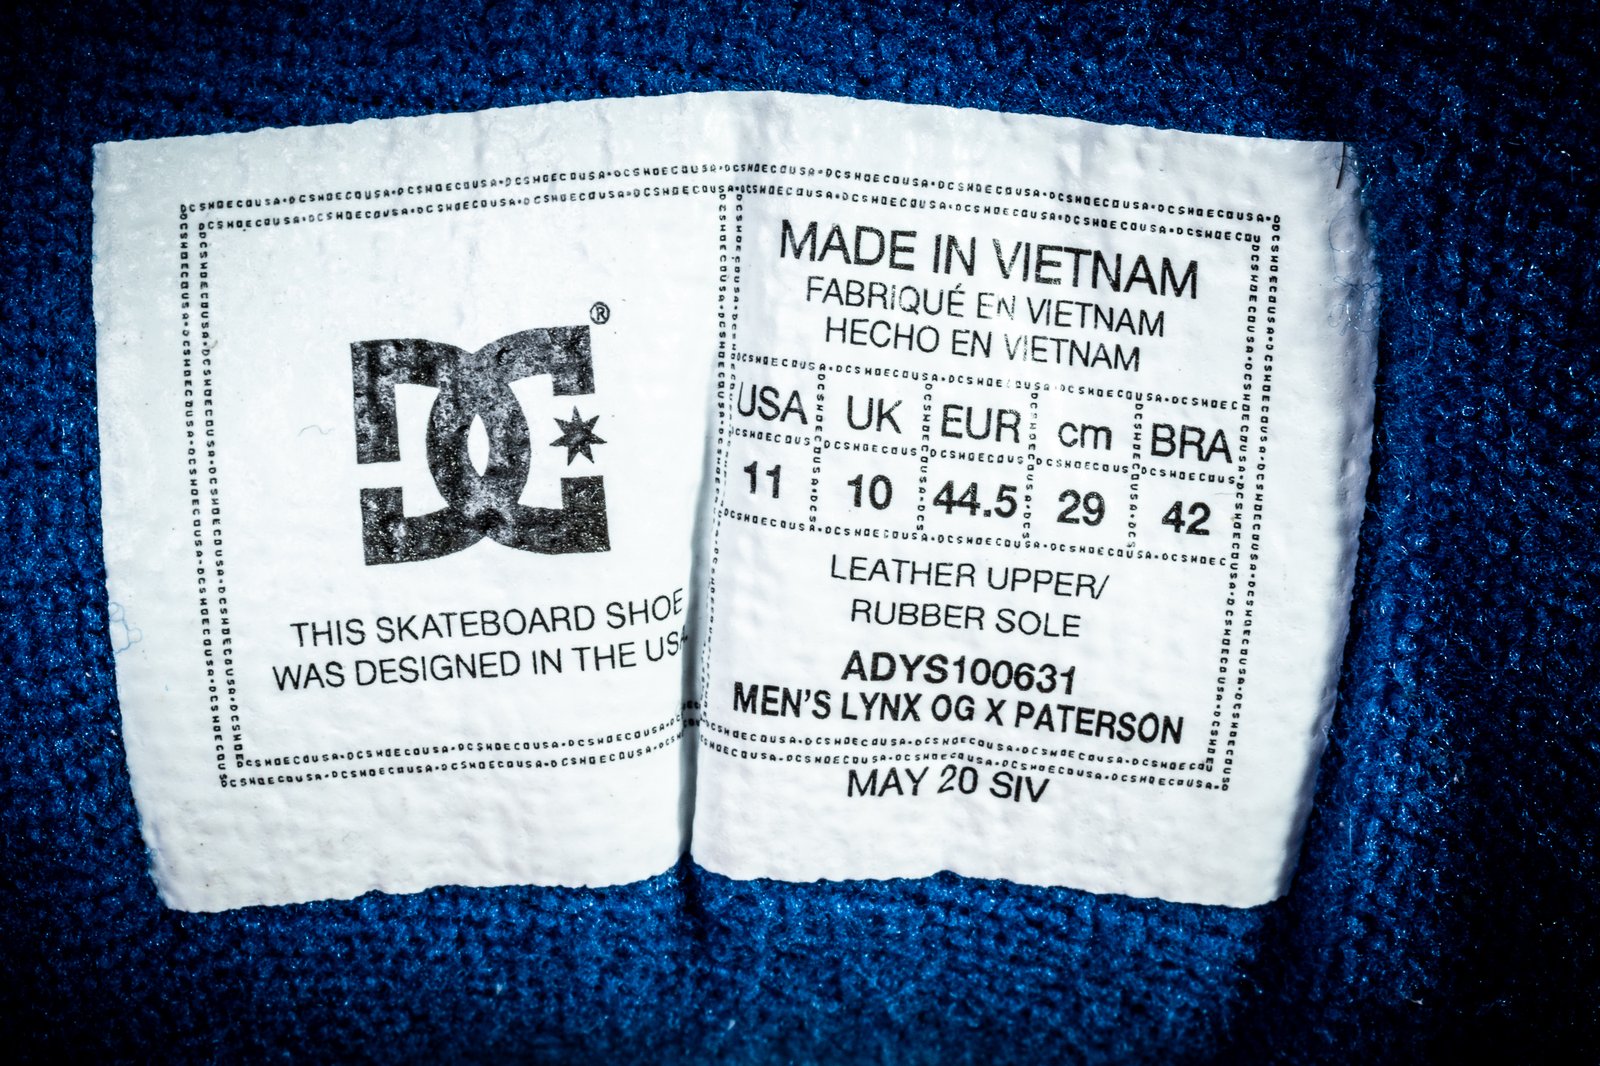 DC®
THIS SKATEBOARD SHOE
WAS DESIGNED IN THE USA
MADE IN VIETNAM
FABRIQUÉ EN VIETNAM
HECHO EN VIETNAM
USA UK EUR cm BRA
11 10 44.5 29 42
LEATHER UPPER/
RUBBER SOLE
ADYS100631
MEN'S LYNX OG X PATERSON
MAY 20 SIV